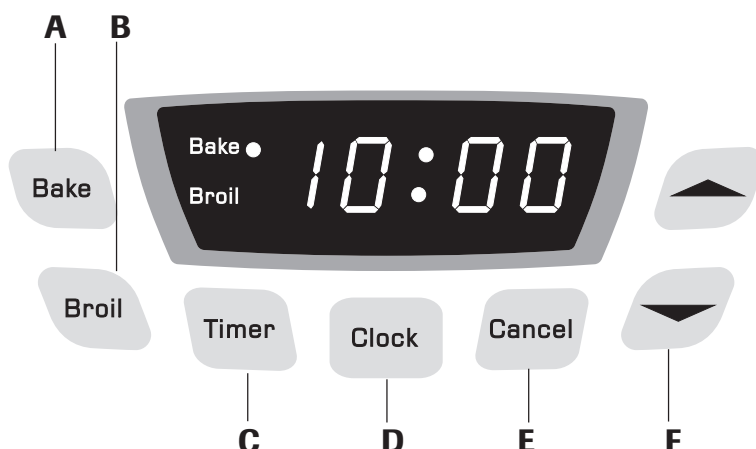 A B
Bake
Bake
Broil
10:00
Broil
Timer
Clock
Cancel
C D E F